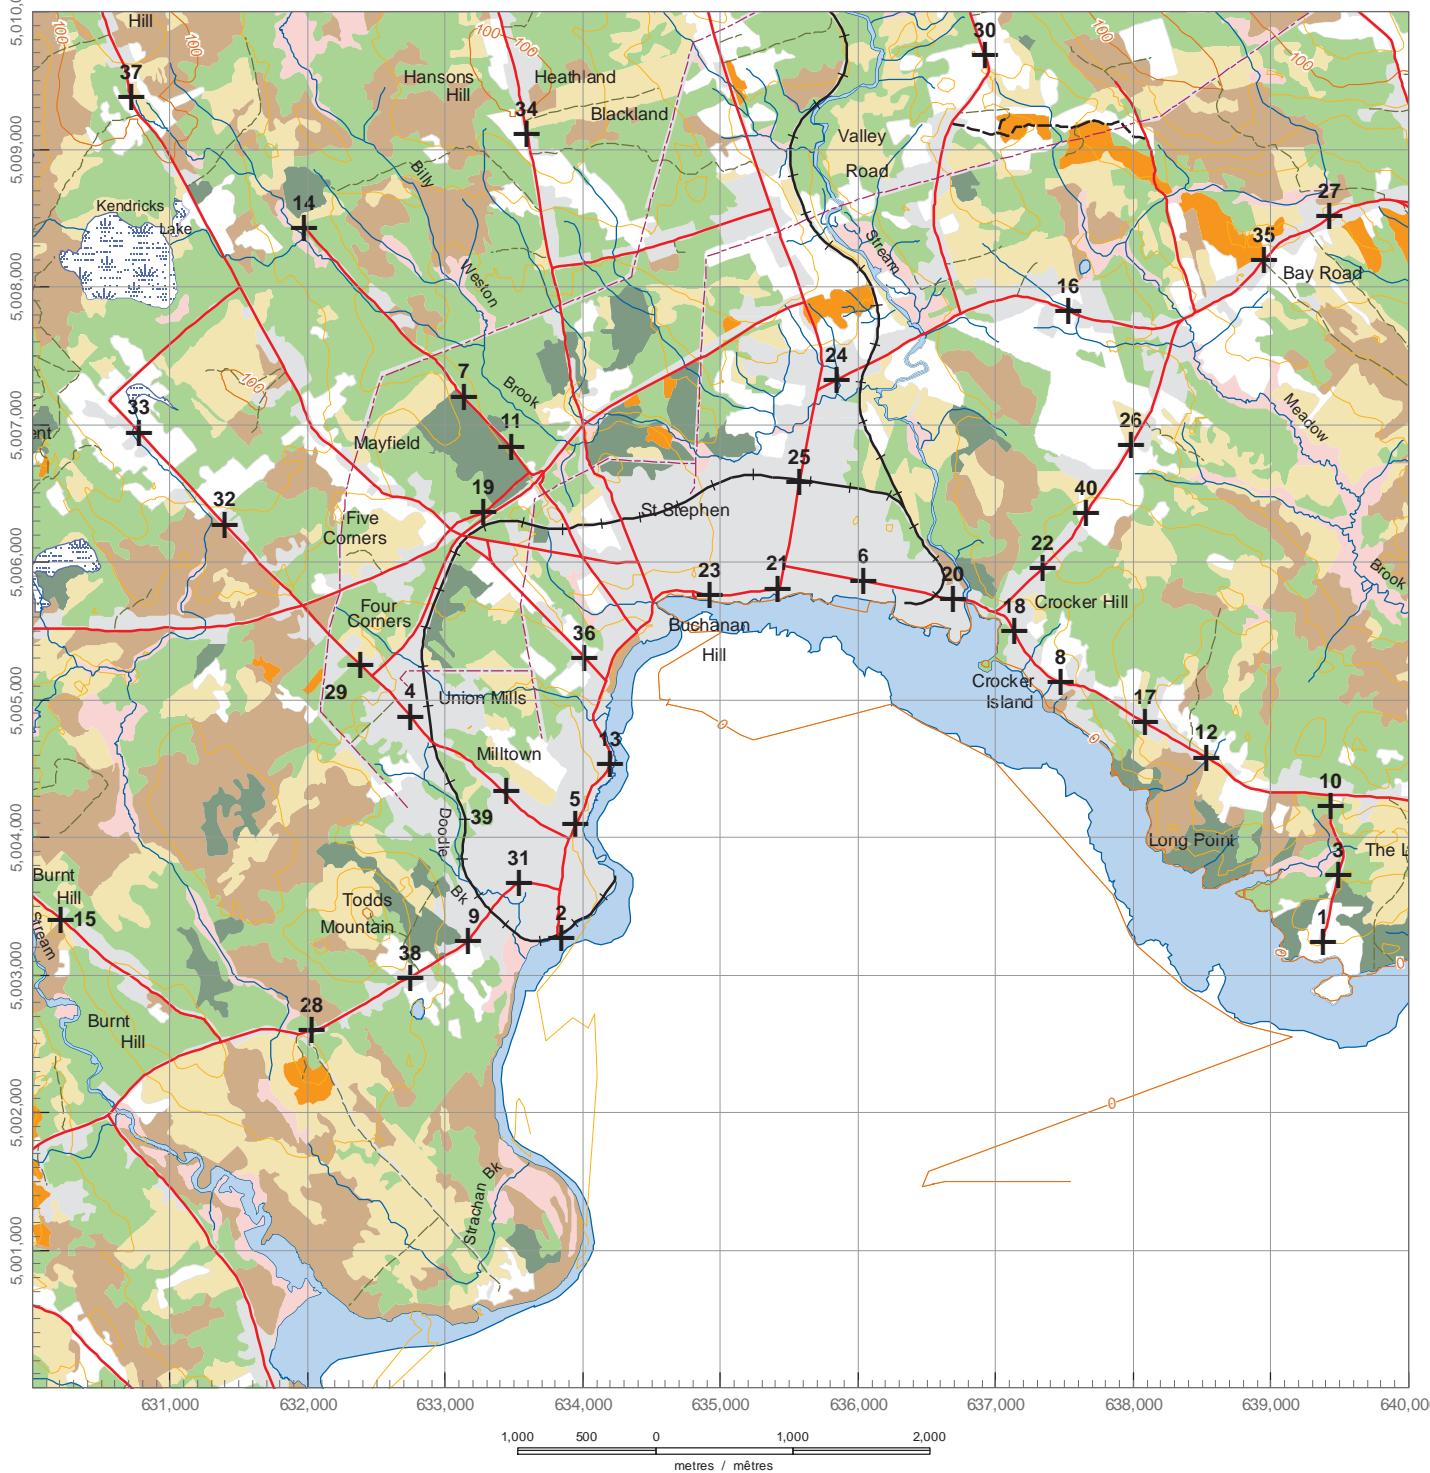 5,010,0
100
Hill
100
100
100
30
100
100
37
Hansons
Hill
Heathland
34
Blackland
5,009,000
Valley
Road
Billy
Kendricks
Lake
14
27
Stream
35
Bay Road
5,008,000
Weston
16
24
7
Brook
100
33
11
Meadow
5,007,000
ent
Mayfield
26
25
32
19
St Stephen
40
Five
Corners
5,006,000
23
21
6
20
22
Brook
Four
Corners
18
Crocker Hill
36
Buchanan
Hill
29
4
Union Mills
8
Crocker
Island
5,005,000
17
0
0
13
12
Milltown
10
5
39
5,004,000
Doodle
Long Point
3
The L
31
Burnt
Hill
15
Stream
Todds
Mountain
Bk
9
2
1
38
0
0
5,003,000
28
Burnt
Hill
5,002,000
0
Strachan Bk
5,001,000
631,000
632,000
633,000
634,000
635,000
636,000
637,000
638,000
639,000
640,00
1,000
500
0
1,000
2,000
metres / mêtres